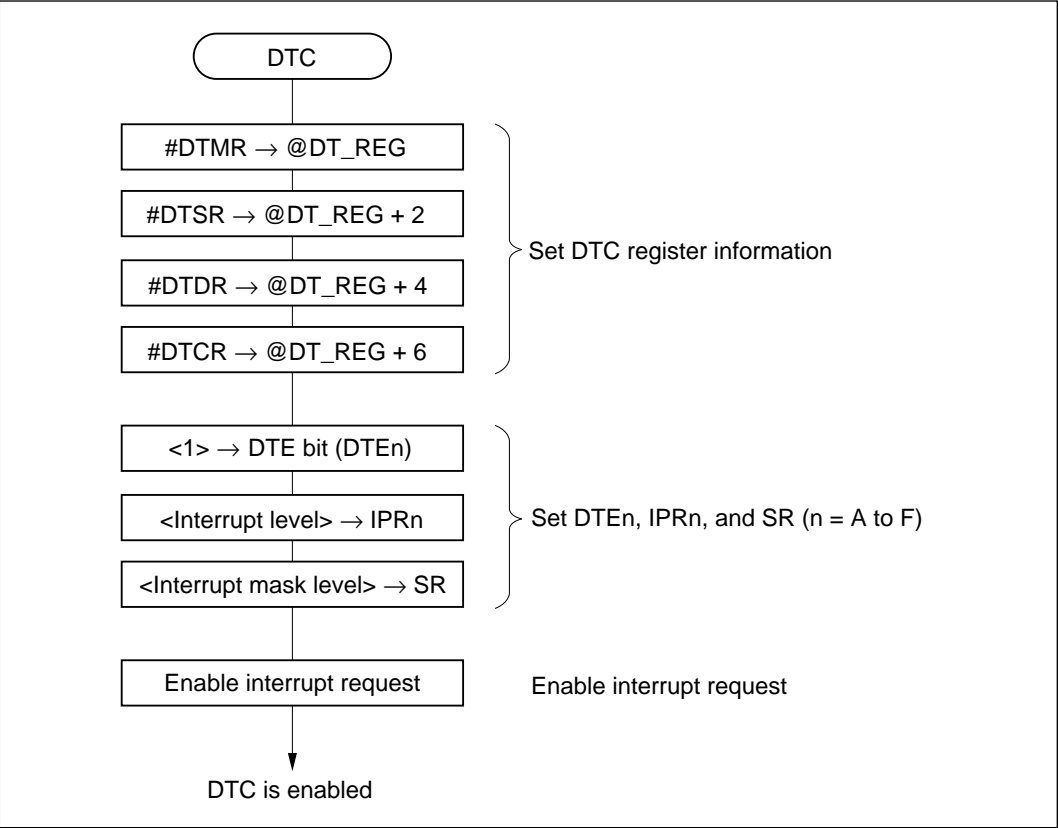 DTC
#DTMR → @DT_REG
#DTSR → @DT_REG + 2
#DTDR → @DT_REG + 4
#DTCR → @DT_REG + 6
Set DTC register information
<1> → DTE bit (DTEn)
<Interrupt level> → IPRn
<Interrupt mask level> → SR
Set DTEn, IPRn, and SR (n = A to F)
Enable interrupt request
Enable interrupt request
DTC is enabled